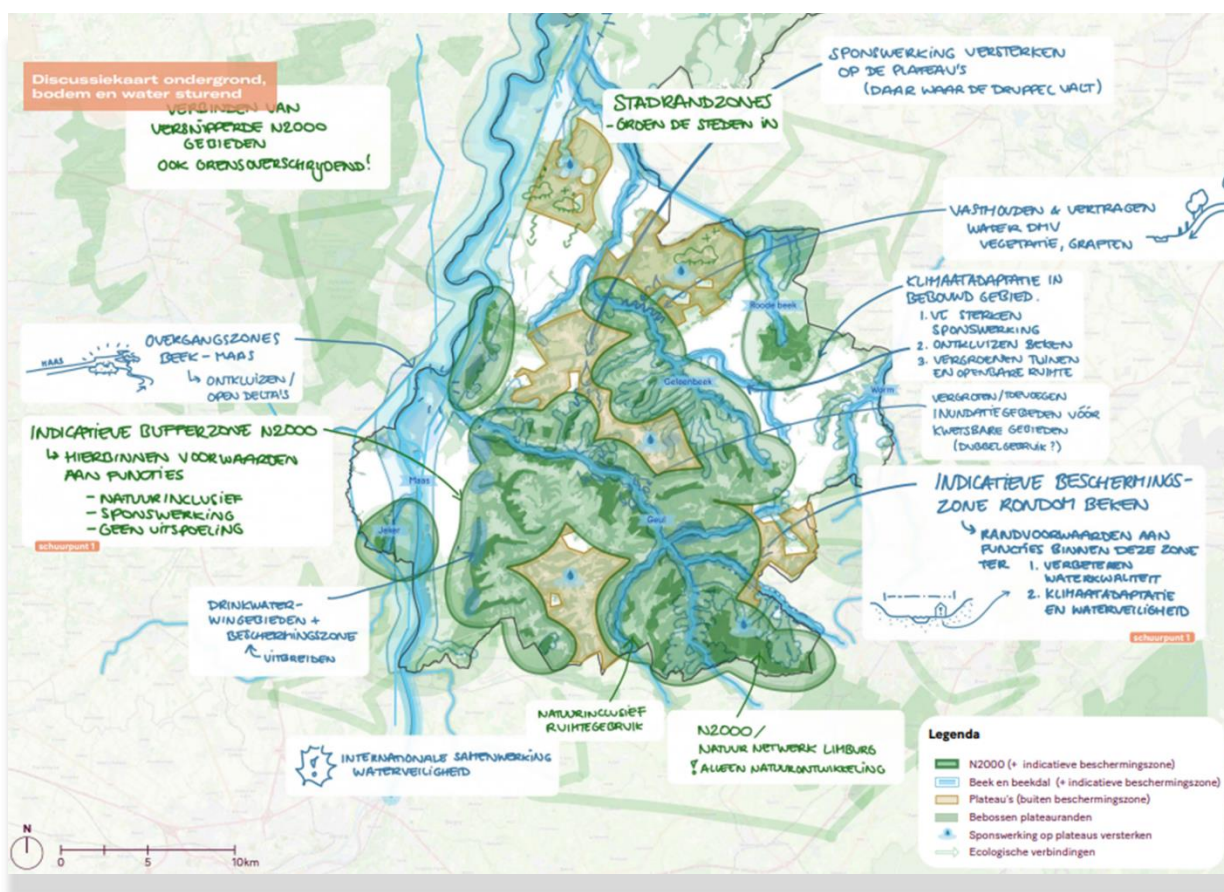 Discussiekaart ondergrond,
bodem en water sturend
VERBINDEN VAN
VERSNIPPERDE N2000
GEBIEDEN
OOK GRENSOVERSCHRIJDEND!
STADRANDZONES
- GROEN DE STEDEN IN
SPONSWERKING VERSTERKEN
OP DE PLATEAU'S
(DAAR WAAR DE DRUPPEL VALT)
VASTHOUDEN & VERTRAGEN
WATER DMV
VEGETATIE, GRAFTEN
KLIMAATADAPTATIE IN
BEBOUWD GEBIED.
1. VERSTERKEN
SPONSWERKING
2. ONTKLUIZEN BEKEN
3. VERGROENEN TUINEN
EN OPENBARE RUIMTE
VERGROTEN/TOEVOEGEN
INUNDATIEGEBIEDEN VÓÓR
KWETSBARE GEBIEDEN
(DUBBELGEBRUIK?)
INDICATIEVE BESCHERMINGS-
ZONE RONDOM BEKEN
↳ RANDVOORWAARDEN AAN
FUNCTIES BINNEN DEZE ZONE
TER 1. VERBETEREN
WATERKWALITEIT
2. KLIMAATADAPTATIE
EN WATERVEILIGHEID
schuurpunt 1
MAAS
OVERGANGSZONES
BEEK - MAAS
↳ ONTKLUIZEN/
OPEN DELTA'S
INDICATIEVE BUFFERZONE N2000
↳ HIERBINNEN VOORWAARDEN
AAN FUNCTIES
- NATUURINCLUSIEF
- SPONSWERKING
- GEEN UITSPOELING
schuurpunt 1
DRINKWATER-
WINGEBIEDEN +
BESCHERMINGSZONE
UITBREIDEN
Roode beek
Geleenbeek
Worm
Maas
Jeker
Geul
NATUURINCLUSIEF
RUIMTEGEBRUIK
N2000/
NATUUR NETWERK LIMBURG
! ALLEEN NATUURONTWIKKELING
! INTERNATIONALE SAMENWERKING
WATERVEILIGHEID
Legenda
N2000 (+ indicatieve beschermingszone)
Beek en beekdal (+ indicatieve beschermingszone)
Plateau's (buiten beschermingszone)
Bebossen plateauranden
Sponswerking op plateaus versterken
Ecologische verbindingen
N
0 5 10km